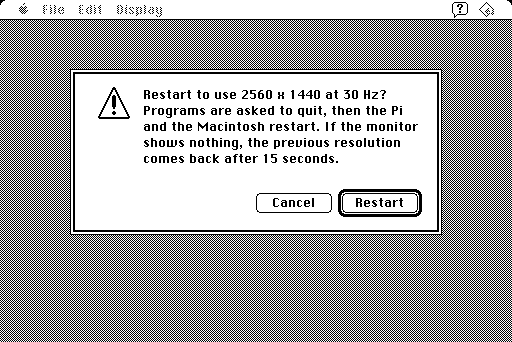 File Edit Display
Restart to use 2560 x 1440 at 30 Hz?
Programs are asked to quit, then the Pi
and the Macintosh restart. If the monitor
shows nothing, the previous resolution
comes back after 15 seconds.
Cancel Restart